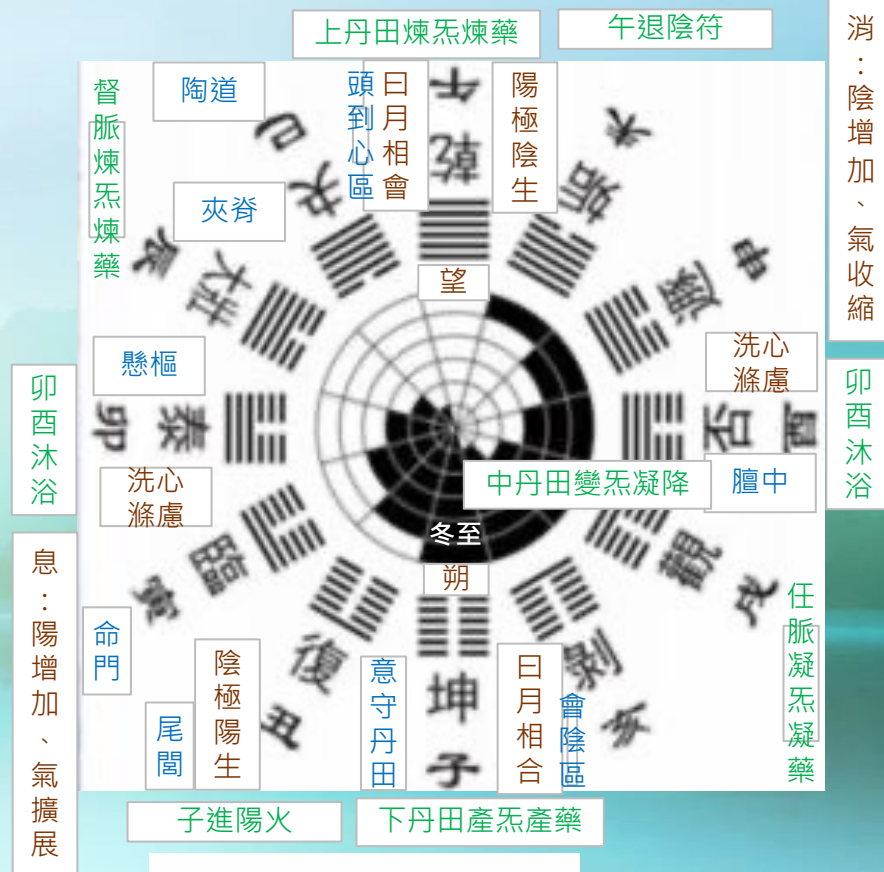 上丹田煉炁煉藥
午退陰符
消：陰增加、氣收縮
督脈煉炁煉藥
陶道
頭到心區
日月相會
午
陽極陰生
巳
未
乾
夬
姤
夾脊
辰
大壯
望
遯
申
懸樞
洗心
滌慮
卯酉沐浴
卯
泰
否
酉
卯酉沐浴
洗心
滌慮
中丹田變炁凝降
膻中
冬至
息：陽增加、氣擴展
寅
臨
朔
觀
戌
任脈凝炁凝藥
命門
陰極陽生
復
意守丹田
坤
日月相合
剝
會陰區
亥
尾閭
丑
子
子進陽火
下丹田產炁產藥